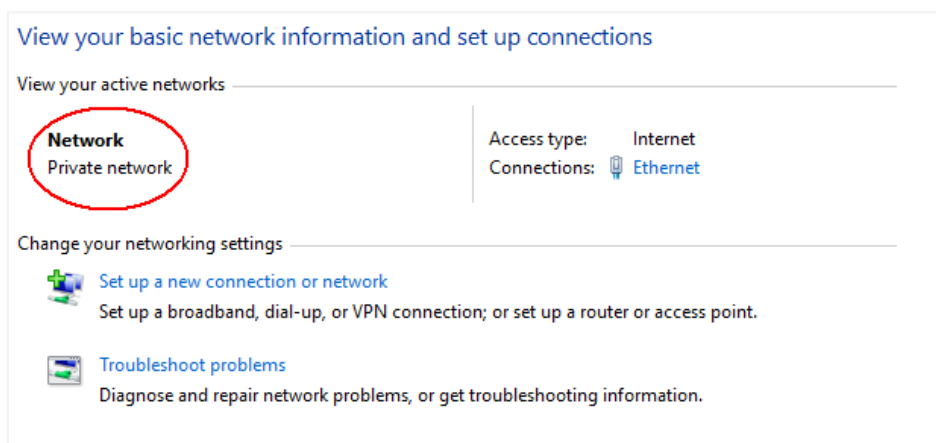 View your basic network information and set up connections
View your active networks
Network
Private network
Access type: Internet
Connections: Ethernet
Change your networking settings
Set up a new connection or network
Set up a broadband, dial-up, or VPN connection; or set up a router or access point.
Troubleshoot problems
Diagnose and repair network problems, or get troubleshooting information.